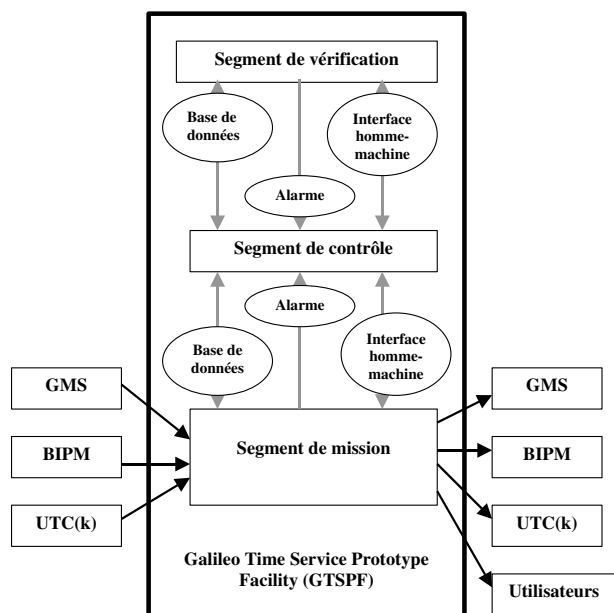 Segment de vérification
Base de
données
Interface
homme-
machine
Alarme
Segment de contrôle
Alarme
Base de
données
Interface
homme-
machine
GMS
BIPM
UTC(k)
Segment de mission
GMS
BIPM
UTC(k)
Utilisateurs
Galileo Time Service Prototype
Facility (GTSPF)